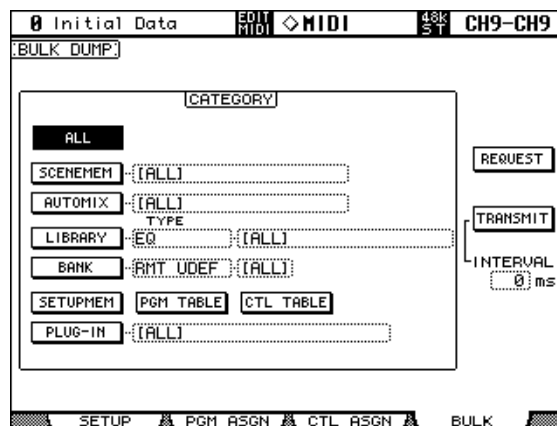 0 Initial Data EDIT MIDI ◇MIDI 48K ST CH9-CH9
BULK DUMP
CATEGORY
ALL
REQUEST
SCENEMEM [ALL]
AUTOMIX [ALL]
TRANSMIT
TYPE
LIBRARY EQ [ALL]
BANK RMT UDEF [ALL]
INTERVAL
0 ms
SETUPMEM PGM TABLE CTL TABLE
PLUG-IN [ALL]
SETUP PGM ASGN CTL ASGN BULK